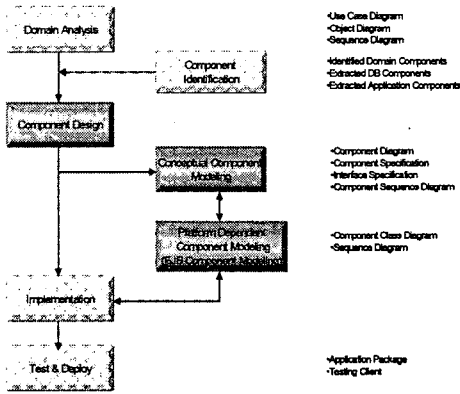 Domain Analysis
•Use Case Diagram
•Object Diagram
•Sequence Diagram
Component
Identification
•Identified Domain Components
•Extracted DB Components
•Extracted Application Components
Component Design
Conceptual Component
Modeling
•Component Diagram
•Component Specification
•Interface Specification
•Component Sequence Diagram
Platform Dependent
Component Modeling
(EJB Component Modeling)
•Component Class Diagram
•Sequence Diagram
Implementation
Test & Deploy
•Application Package
•Testing Client